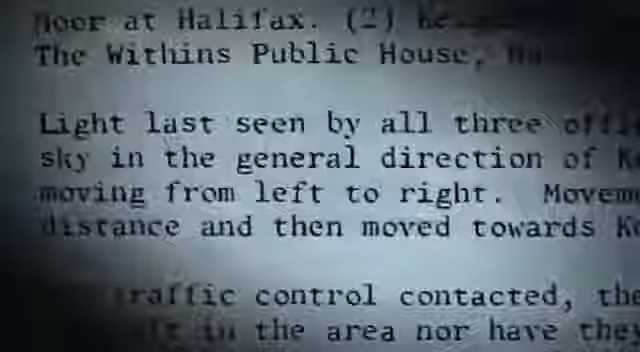 Moor at Halifax. (2)
The Withins Public House,
Light last seen by all three
sky in the general direction of
moving from left to right.
distance and then moved towards
traffic control contacted, the
in the area nor have they